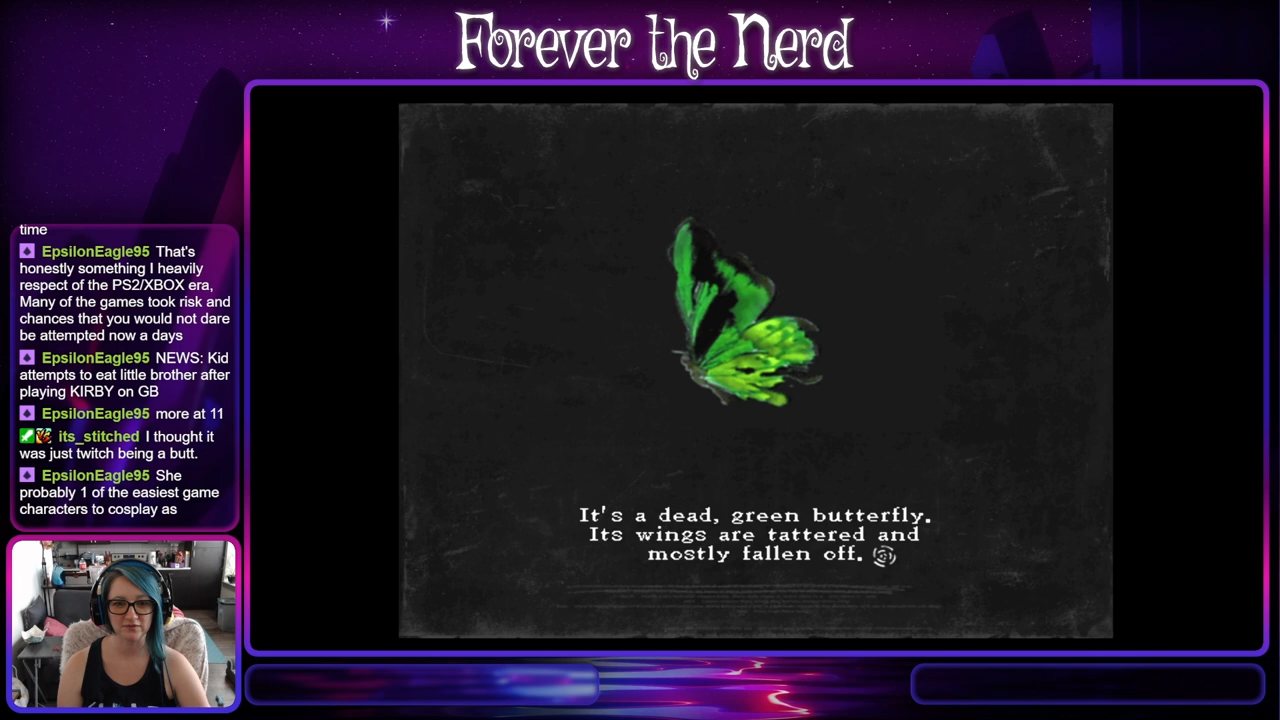 Forever the Nerd
time
EpsilonEagle95 That's
honestly something I heavily
respect of the PS2/XBOX era,
Many of the games took risk and
chances that you would not dare
be attempted now a days
EpsilonEagle95 NEWS: Kid
attempts to eat little brother after
playing KIRBY on GB
EpsilonEagle95 more at 11
its_stitched I thought it
was just twitch being a butt.
EpsilonEagle95 She
probably 1 of the easiest game
characters to cosplay as
It's a dead, green butterfly.
Its wings are tattered and
mostly fallen off.